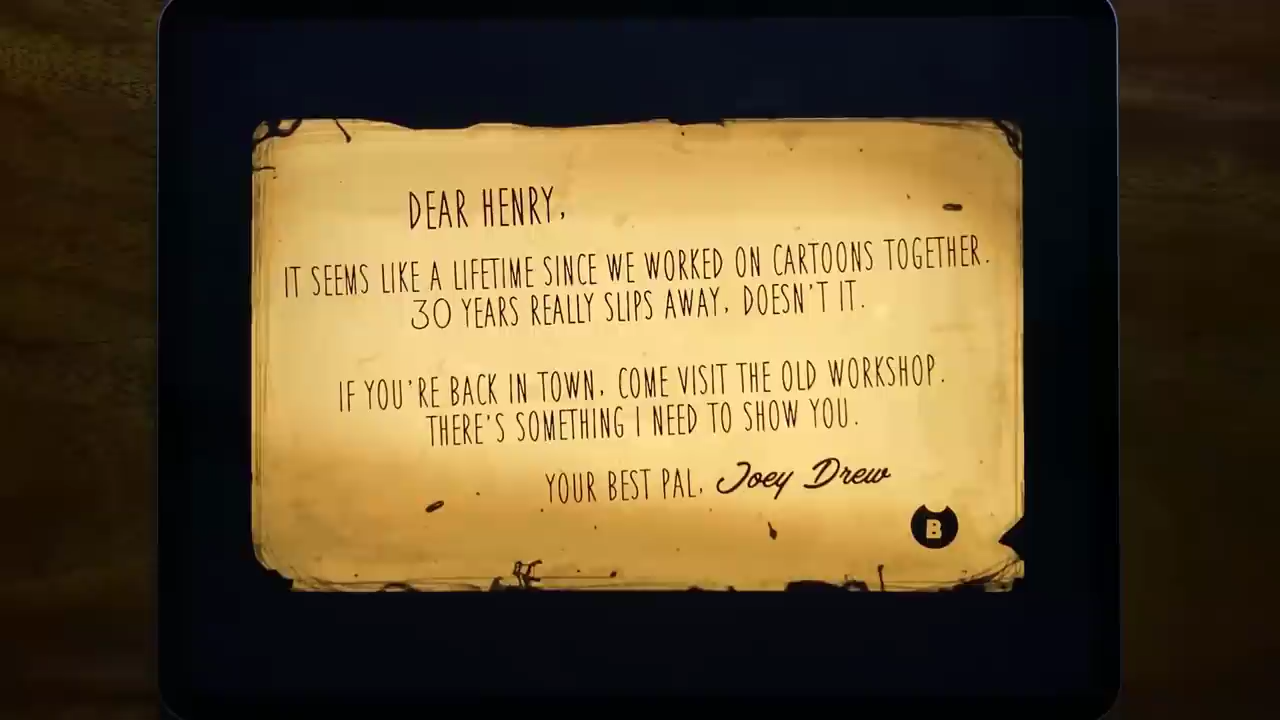 DEAR HENRY,
IT SEEMS LIKE A LIFETIME SINCE WE WORKED ON CARTOONS TOGETHER.
30 YEARS REALLY SLIPS AWAY, DOESN'T IT.
IF YOU'RE BACK IN TOWN, COME VISIT THE OLD WORKSHOP.
THERE'S SOMETHING I NEED TO SHOW YOU.
YOUR BEST PAL, Joey Drew
B